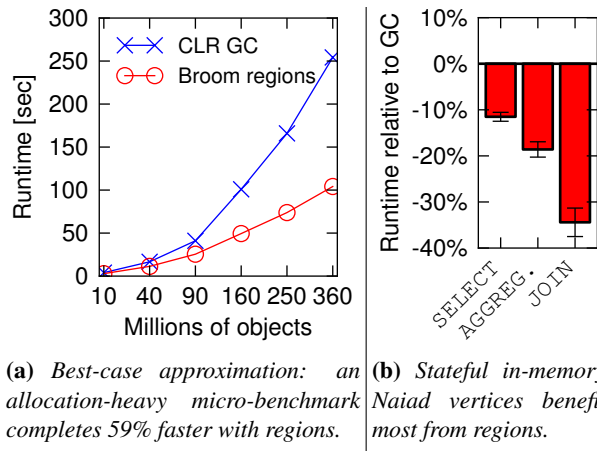 300
250
200
150
100
50
0
Runtime [sec]
CLR GC
Broom regions
10 40 90 160 250 360
Millions of objects
(a) Best-case approximation: an
allocation-heavy micro-benchmark
completes 59% faster with regions.
10%
0%
-10%
-20%
-30%
-40%
Runtime relative to GC
SELECT
AGGREG.
JOIN
(b) Stateful in-memory
Naiad vertices benefi
most from regions.